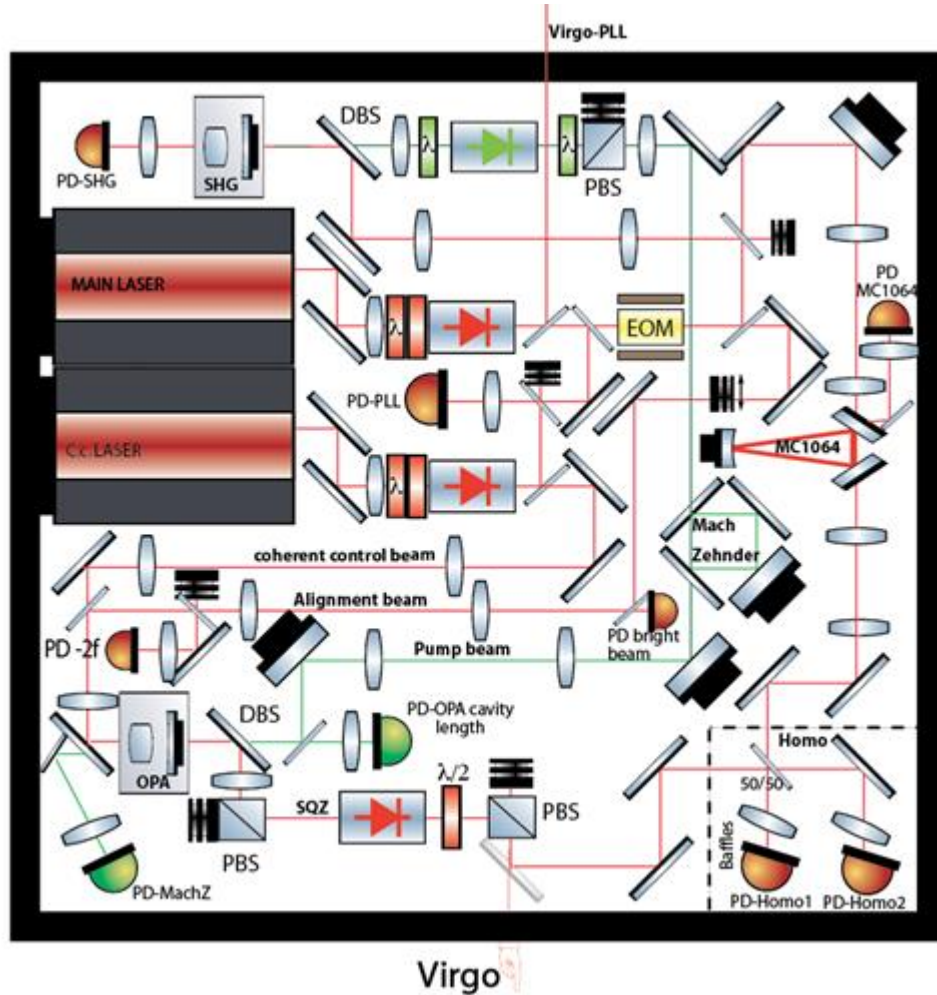 Virgo-PLL
DBS
λ
λ
PD-SHG
SHG
PBS
MAIN LASER
PD
MC1064
λ
EOM
PD-PLL
C.c. LASER
λ
MC1064
Mach
Zehnder
coherent control beam
Alignment beam
PD -2f
PD bright
beam
Pump beam
DBS
PD-OPA cavity
length
Homo
OPA
λ/2
50/50
SQZ
PBS
PBS
Baffles
PD-MachZ
PD-Homo1
PD-Homo2
Virgo